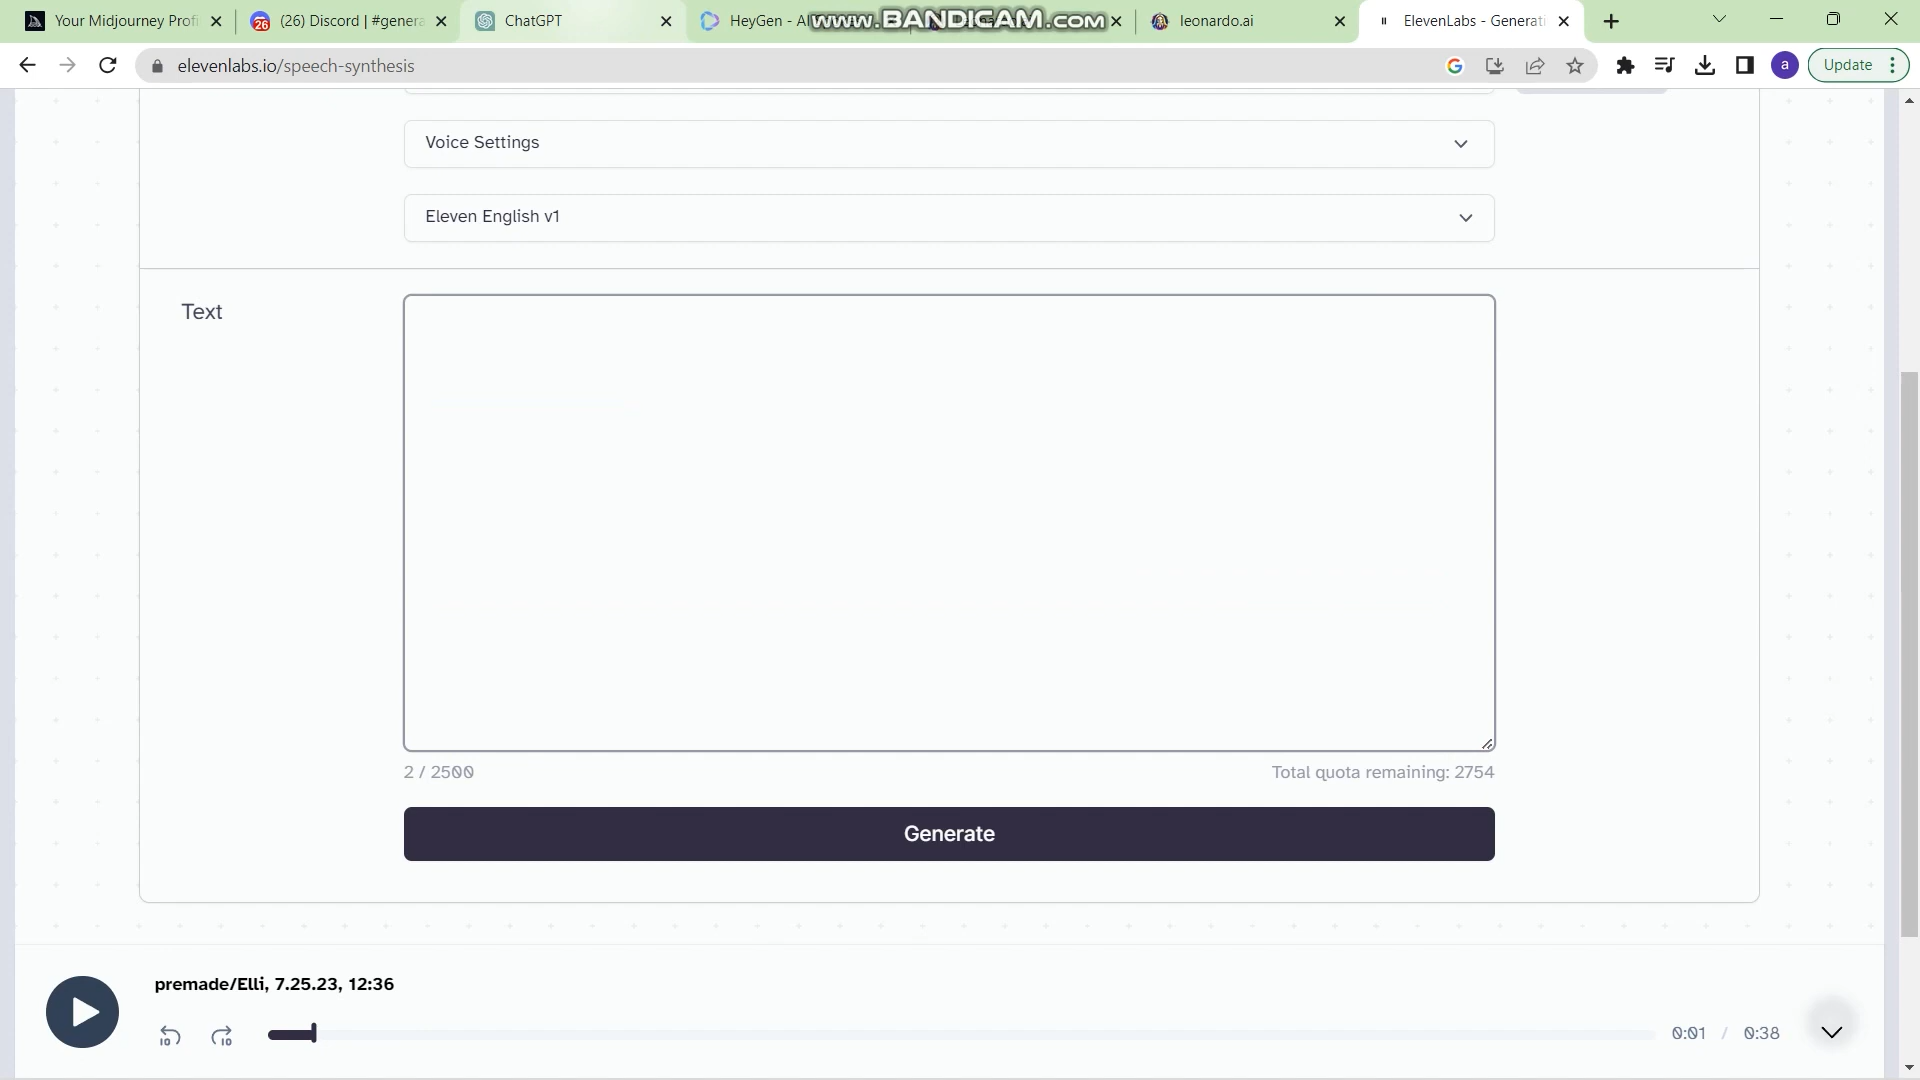 Your Midjourney Profi
(26) Discord | #genera
ChatGPT
HeyGen - AI
www.BANDICAM.com
leonardo.ai
ElevenLabs - Generati
elevenlabs.io/speech-synthesis
a
Update
Voice Settings
Eleven English v1
Text
2 / 2500
Total quota remaining: 2754
Generate
premade/Elli, 7.25.23, 12:36
10
10
0:01 / 0:38